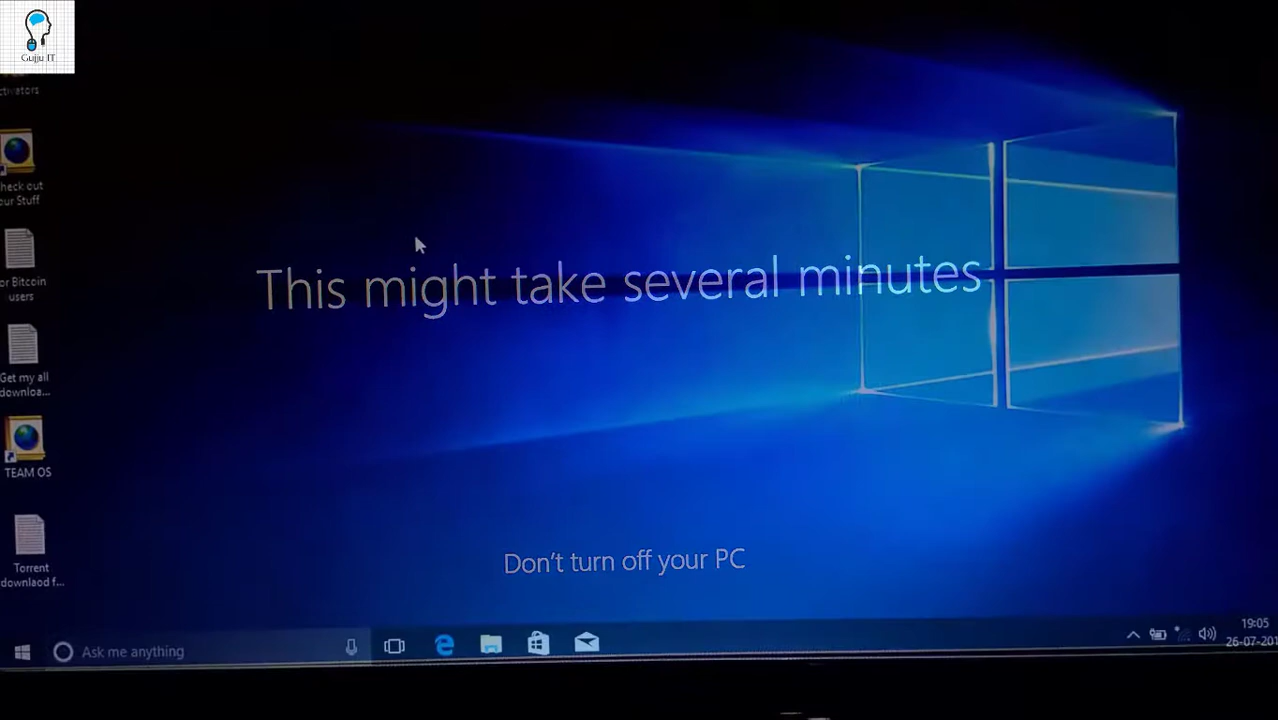 Gujju IT
ctivators
heck out
our Stuff
or Bitcoin
users
Get my all
downloa...
TEAM OS
Torrent
downlaod f...
This might take several minutes
Don't turn off your PC
Ask me anything
19:05
26-07-201